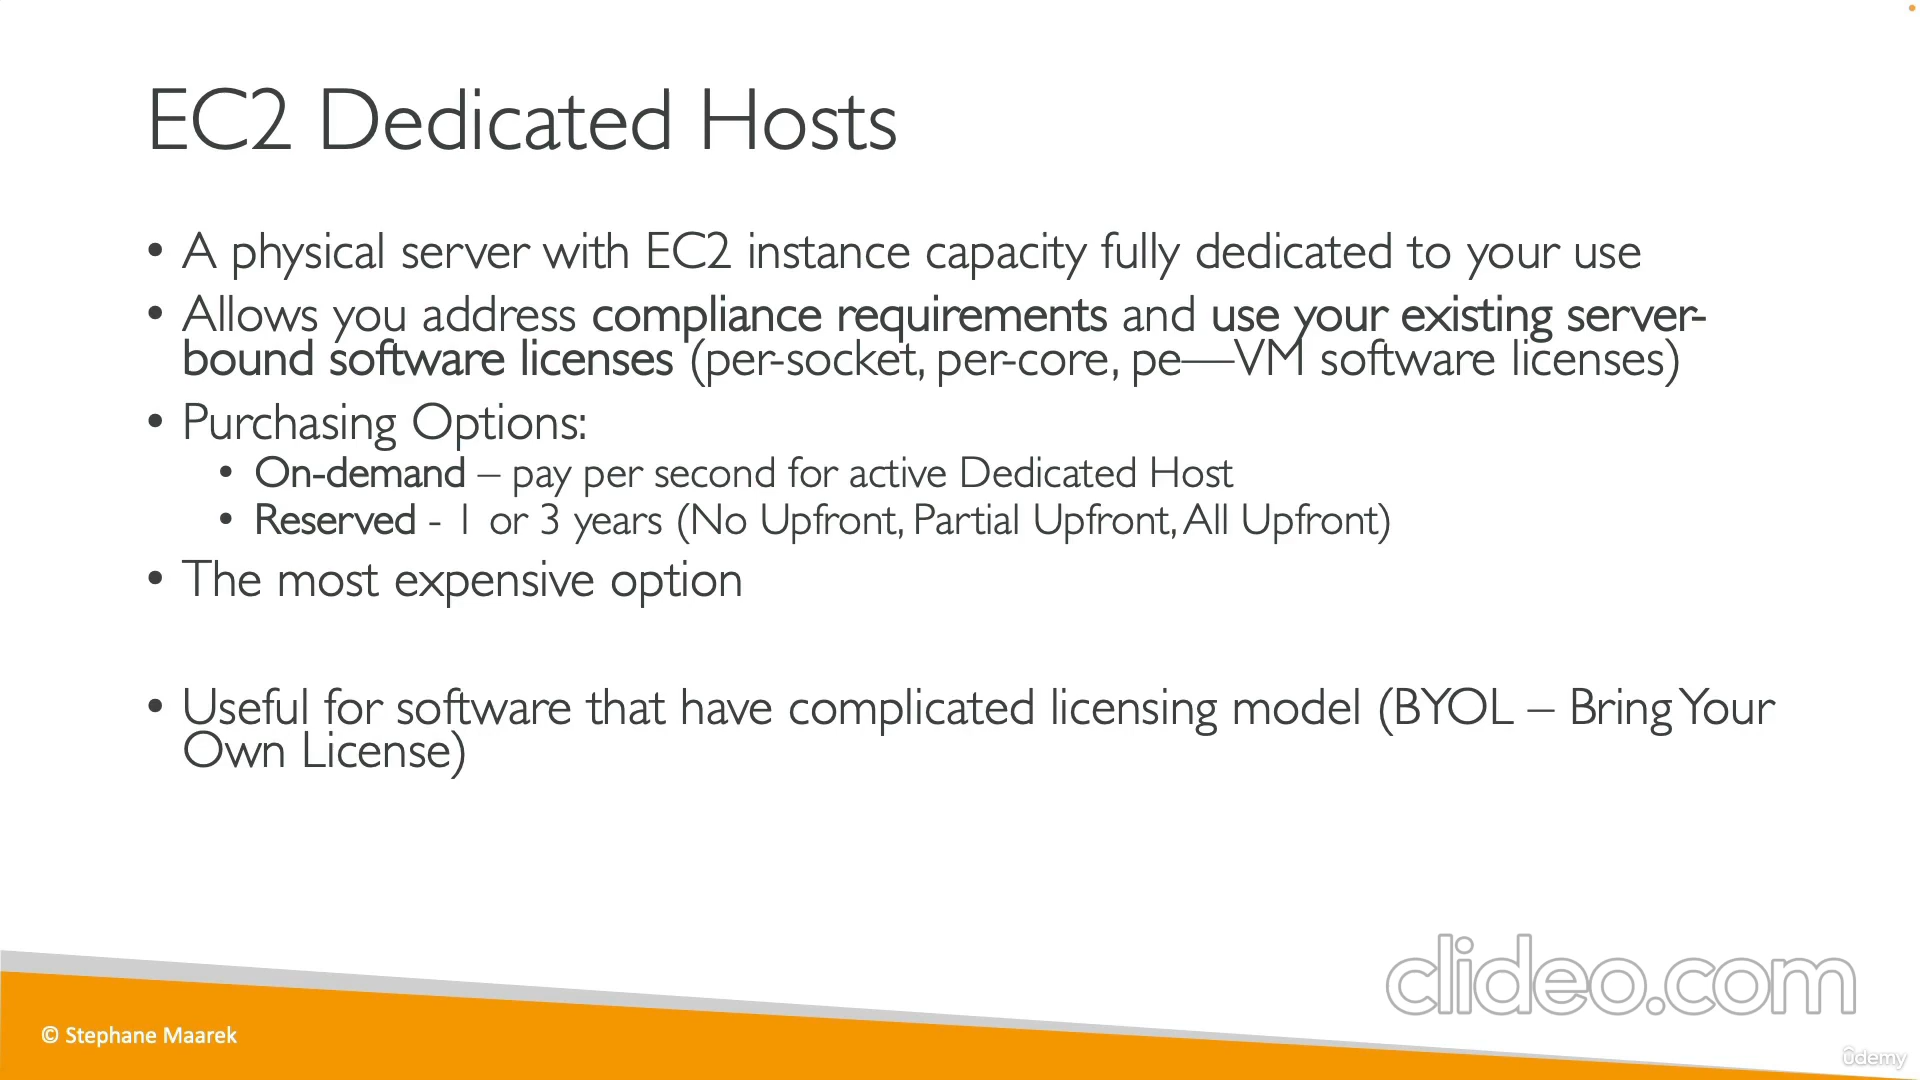 EC2 Dedicated Hosts
• A physical server with EC2 instance capacity fully dedicated to your use
• Allows you address compliance requirements and use your existing server-
bound software licenses (per-socket, per-core, pe—VM software licenses)
• Purchasing Options:
• On-demand – pay per second for active Dedicated Host
• Reserved - 1 or 3 years (No Upfront, Partial Upfront, All Upfront)
• The most expensive option
• Useful for software that have complicated licensing model (BYOL – Bring Your
Own License)
clideo.com
© Stephane Maarek
ûdemy